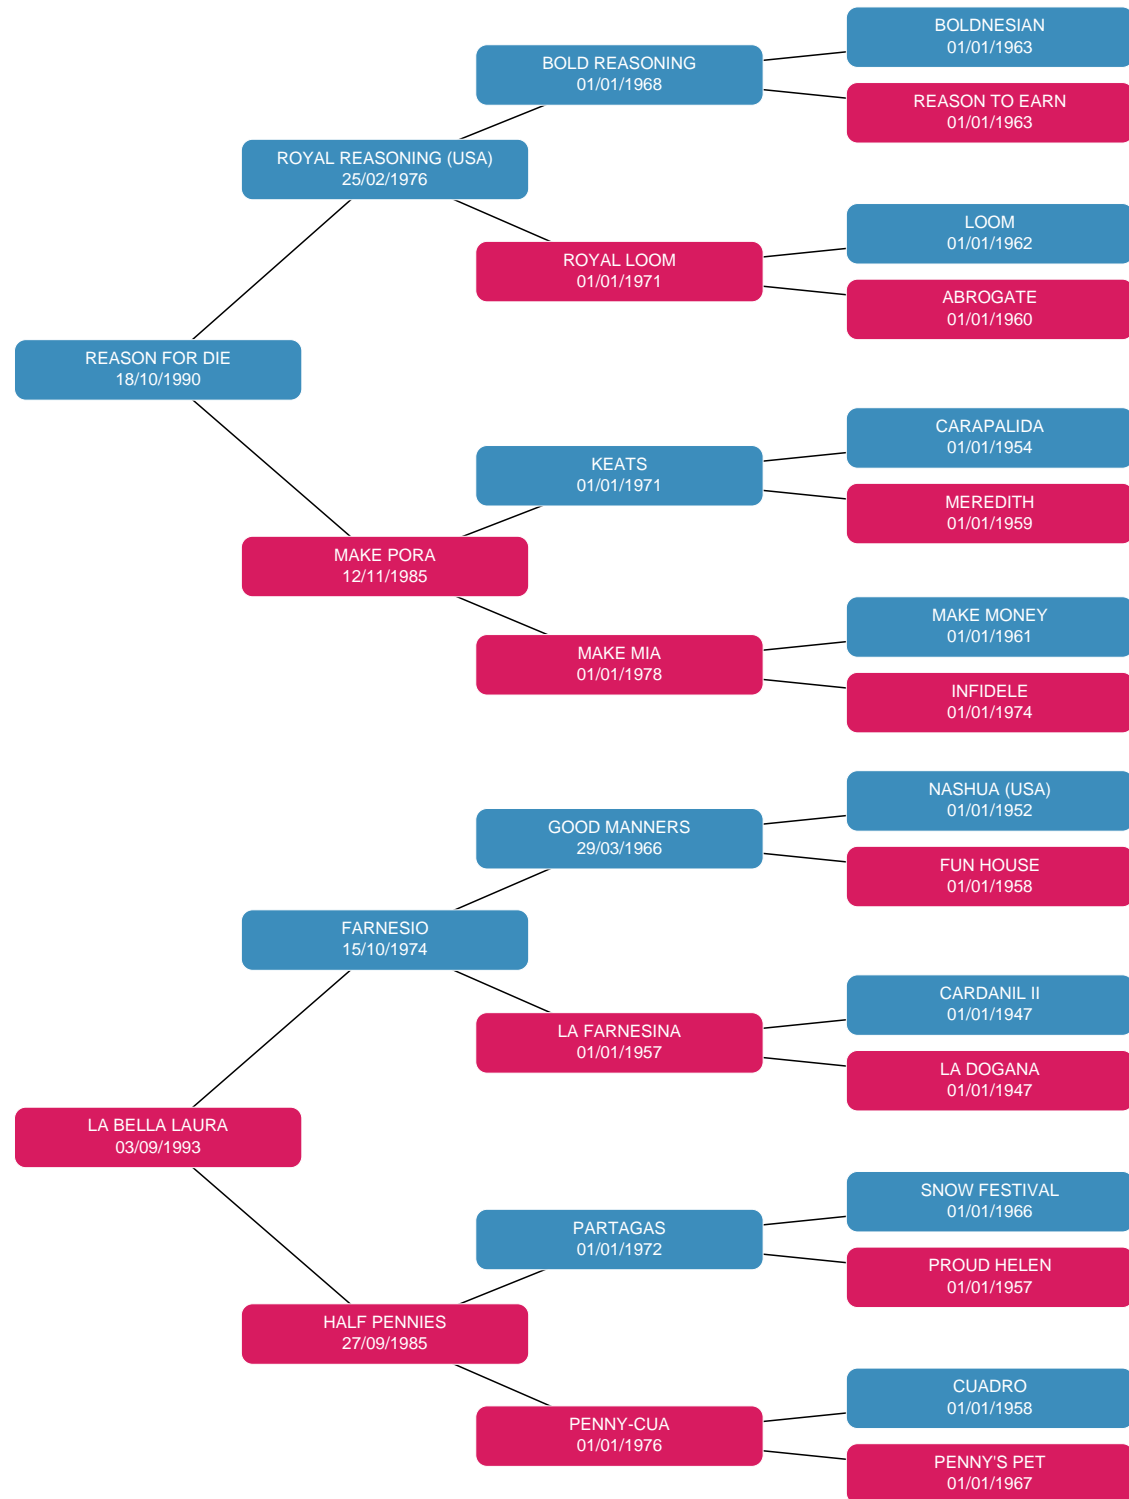 BOLDNESIAN
01/01/1963
BOLD REASONING
01/01/1968
REASON TO EARN
01/01/1963
ROYAL REASONING (USA)
25/02/1976
LOOM
01/01/1962
ROYAL LOOM
01/01/1971
ABROGATE
01/01/1960
REASON FOR DIE
18/10/1990
CARAPALIDA
01/01/1954
KEATS
01/01/1971
MEREDITH
01/01/1959
MAKE PORA
12/11/1985
MAKE MONEY
01/01/1961
MAKE MIA
01/01/1978
INFIDELE
01/01/1974
NASHUA (USA)
01/01/1952
GOOD MANNERS
29/03/1966
FUN HOUSE
01/01/1958
FARNESIO
15/10/1974
CARDANIL II
01/01/1947
LA FARNESINA
01/01/1957
LA DOGANA
01/01/1947
LA BELLA LAURA
03/09/1993
SNOW FESTIVAL
01/01/1966
PARTAGAS
01/01/1972
PROUD HELEN
01/01/1957
HALF PENNIES
27/09/1985
CUADRO
01/01/1958
PENNY-CUA
01/01/1976
PENNY'S PET
01/01/1967